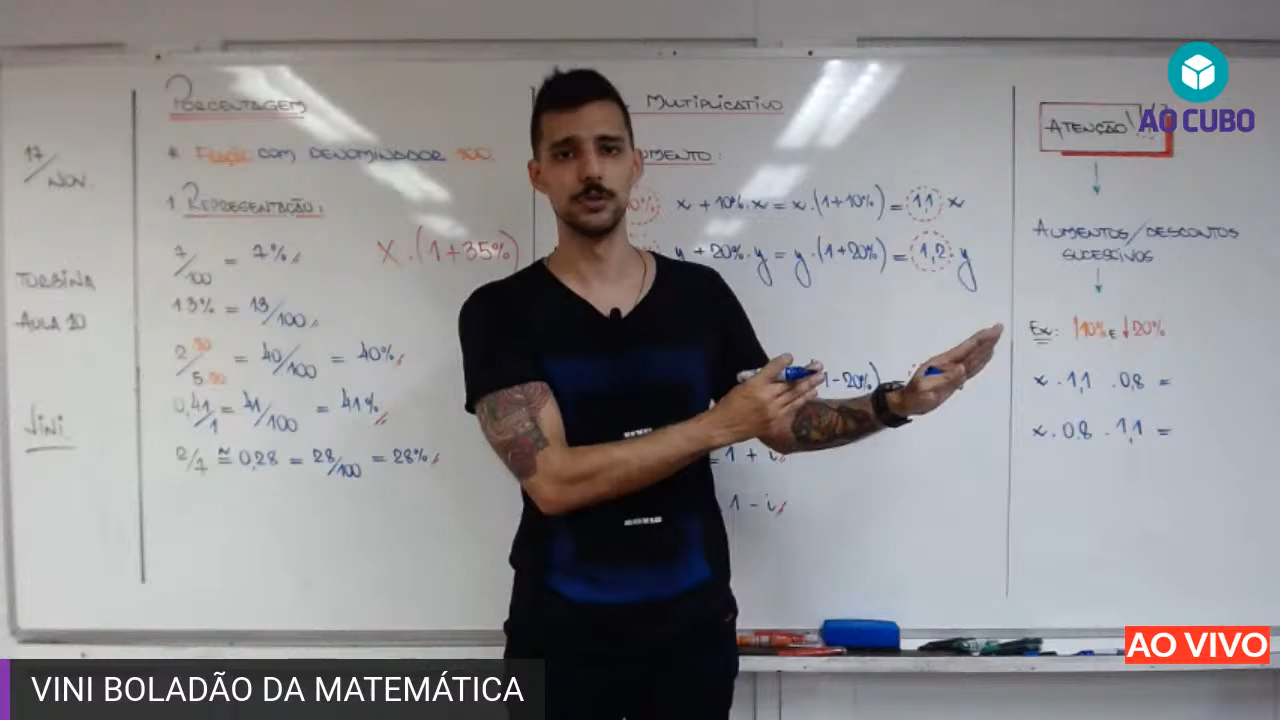 17/NOV.
TURBINA
AULA 10
Vini
PORCENTAGEM
* FRAÇÃO COM DENOMINADOR 100.
1 REPRESENTAÇÃO:
7/100 = 7%
X.(1+35%)
13% = 13/100
2.20/5.20 = 40/100 = 40%
0,41/1 = 41/100 = 41%
2/7 ≅ 0,28 = 28/100 = 28%
MULTIPLICATIVO
UMENTO:
0% x + 10%.x = x.(1+10%) = 1,1 x
y + 20%.y = y.(1+20%) = 1,2.y
1-20%) =
= 1 + i
1 - i
ATENÇÃO!
AUMENTOS/DESCONTOS
SUCESSIVOS
Ex: ↑10% E ↓20%
x.1,1 .0,8 =
x.0,8 .1,1 =
AO CUBO
AO VIVO
VINI BOLADÃO DA MATEMÁTICA